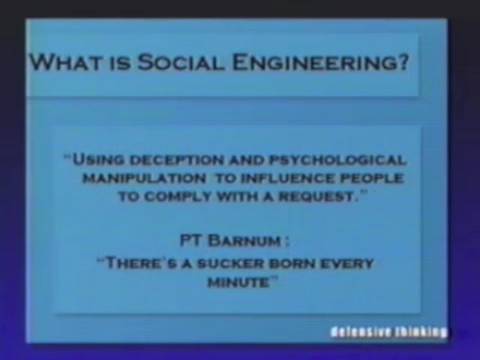 WHAT IS SOCIAL ENGINEERING?
"USING DECEPTION AND PSYCHOLOGICAL
MANIPULATION TO INFLUENCE PEOPLE
TO COMPLY WITH A REQUEST."
PT BARNUM:
"THERE'S A SUCKER BORN EVERY
MINUTE"
defensive thinking